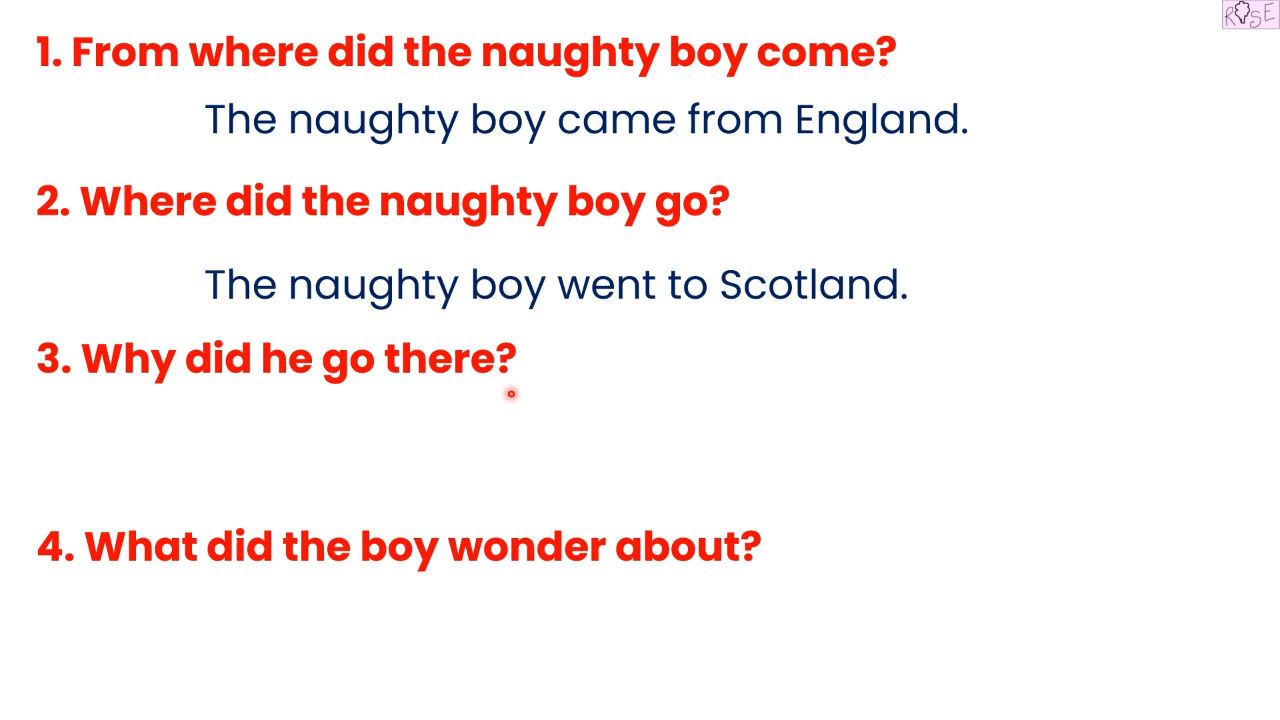 ROSE
1. From where did the naughty boy come?
The naughty boy came from England.
2. Where did the naughty boy go?
The naughty boy went to Scotland.
3. Why did he go there?
4. What did the boy wonder about?